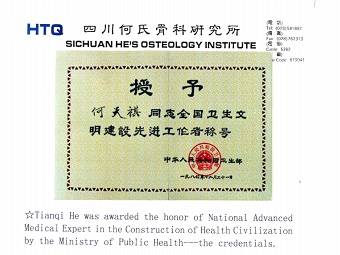 HTQ 四川何氏骨科研究所
SICHUAN HE'S OSTEOLOGY INSTITUTE
授予
何天祺 同志全国卫生文
明建设先进工作者称号
中华人民共和国卫生部
☆Tianqi He was awarded the honor of National Advanced
Medical Expert in the Construction of Health Civilization
by the Ministry of Public Health---the credentials.